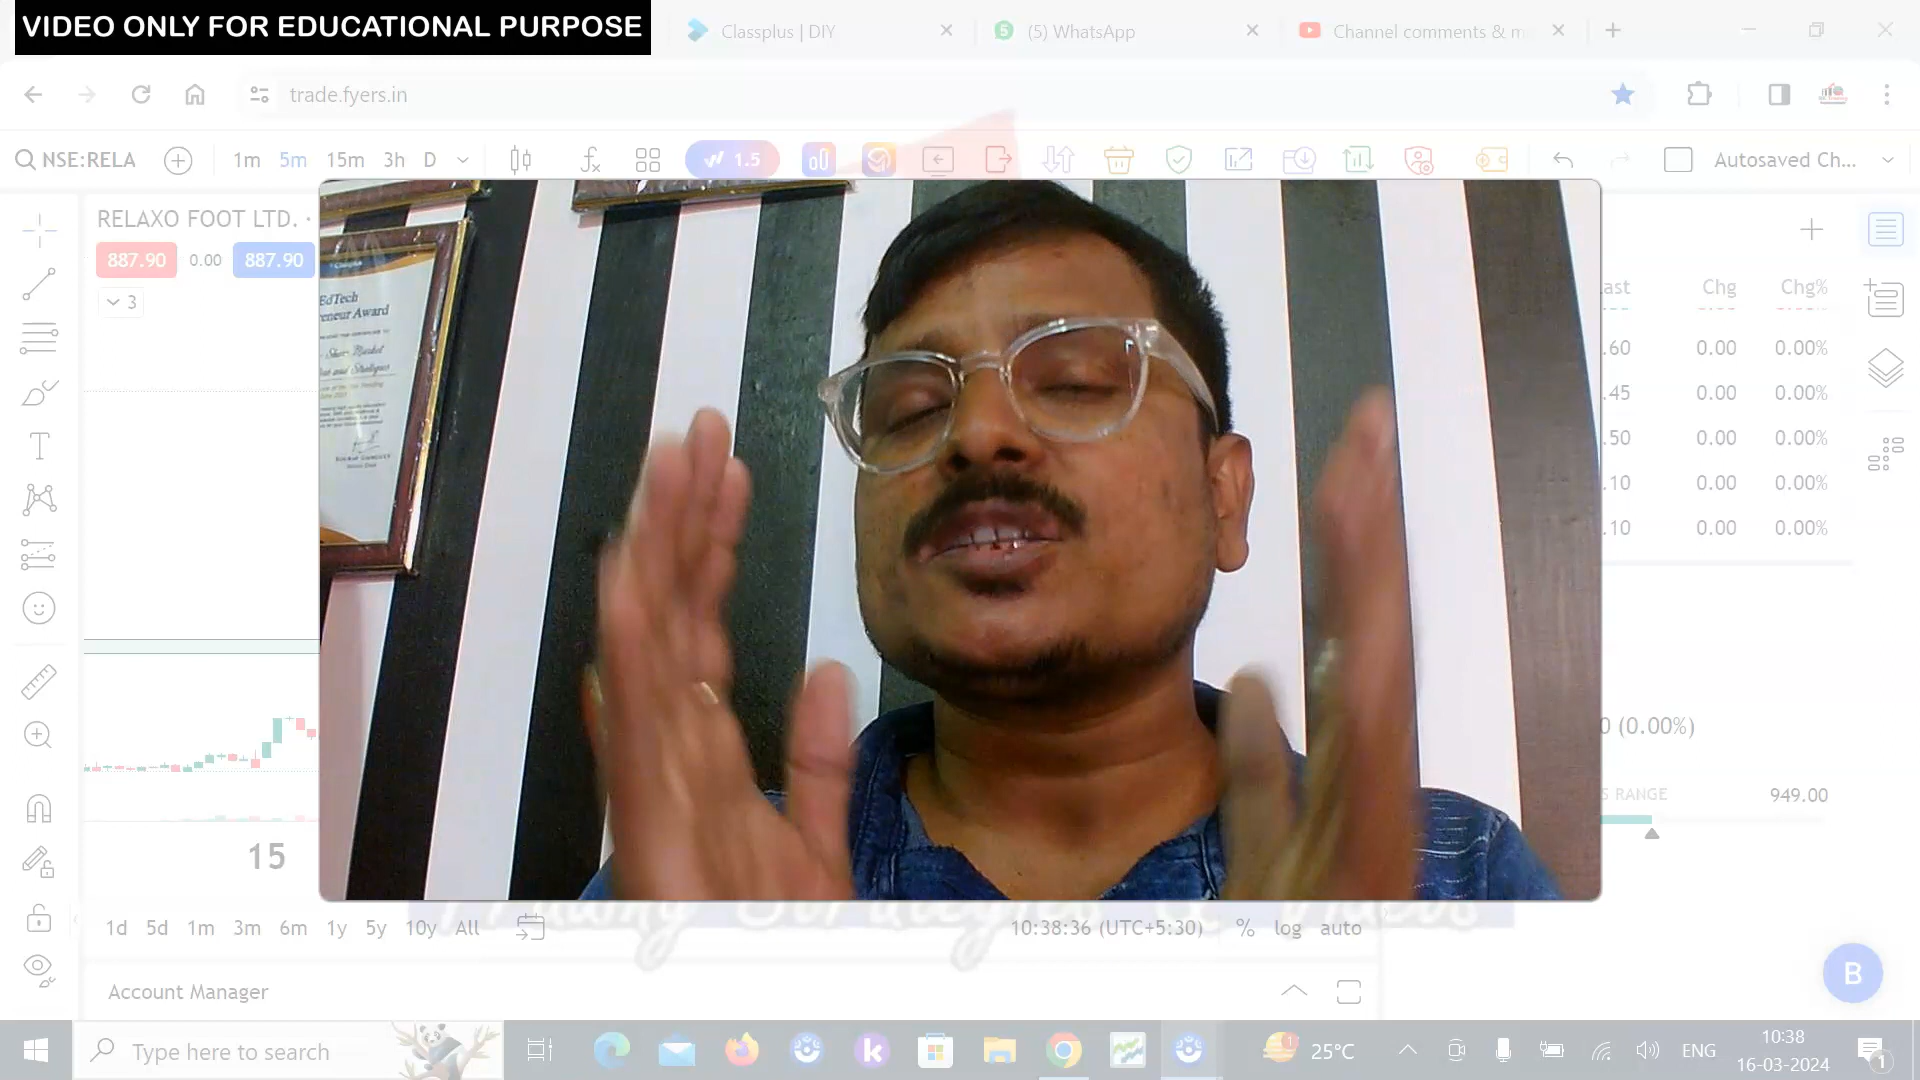 VIDEO ONLY FOR EDUCATIONAL PURPOSE
Classplus | DIY
(5) WhatsApp
Channel comments & m
trade.fyers.in
NSE:RELA
1m 5m 15m 3h D
1.5
Autosaved Ch...
RELAXO FOOT LTD. ·
887.90 0.00 887.90
3
EdTech
reneur Award
Chg Chg%
.60 0.00 0.00%
.45 0.00 0.00%
.50 0.00 0.00%
.10 0.00 0.00%
.10 0.00 0.00%
0 (0.00%)
S RANGE 949.00
15
1d 5d 1m 3m 6m 1y 5y 10y All
10:38:36 (UTC+5:30) % log auto
Account Manager
B
Type here to search
25°C
ENG
10:38
16-03-2024
1